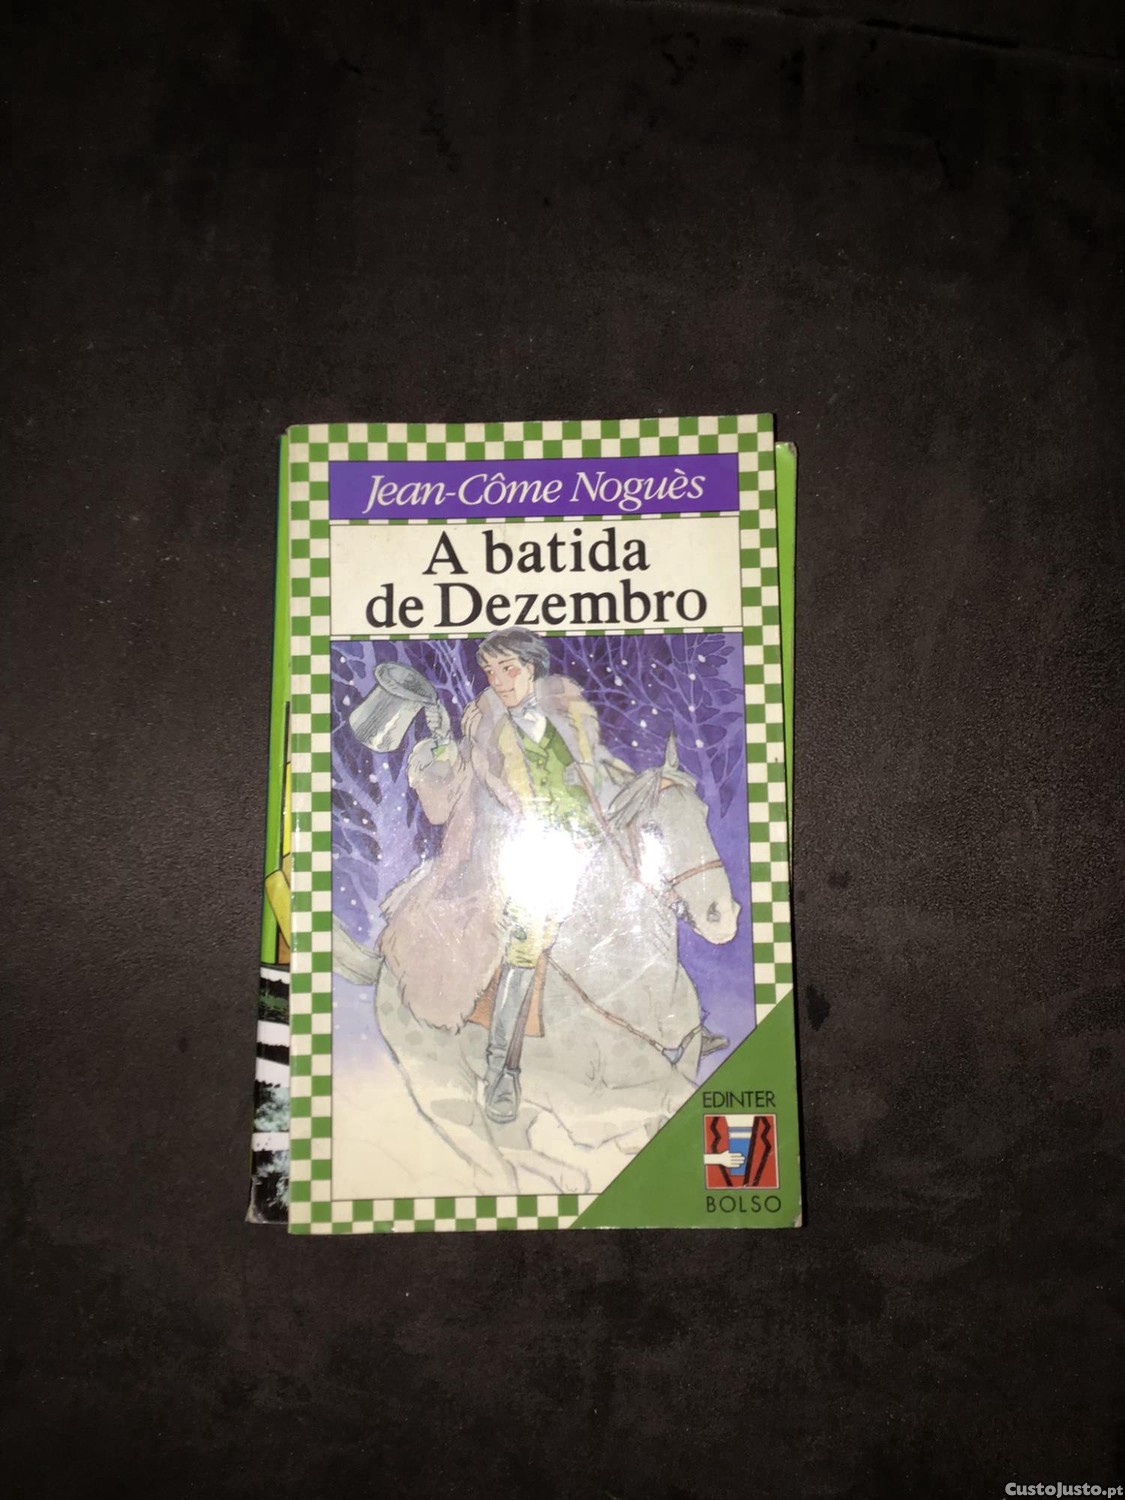 Jean-Côme Noguès
A batida
de Dezembro
EDINTER
BOLSO
CustoJusto.pt